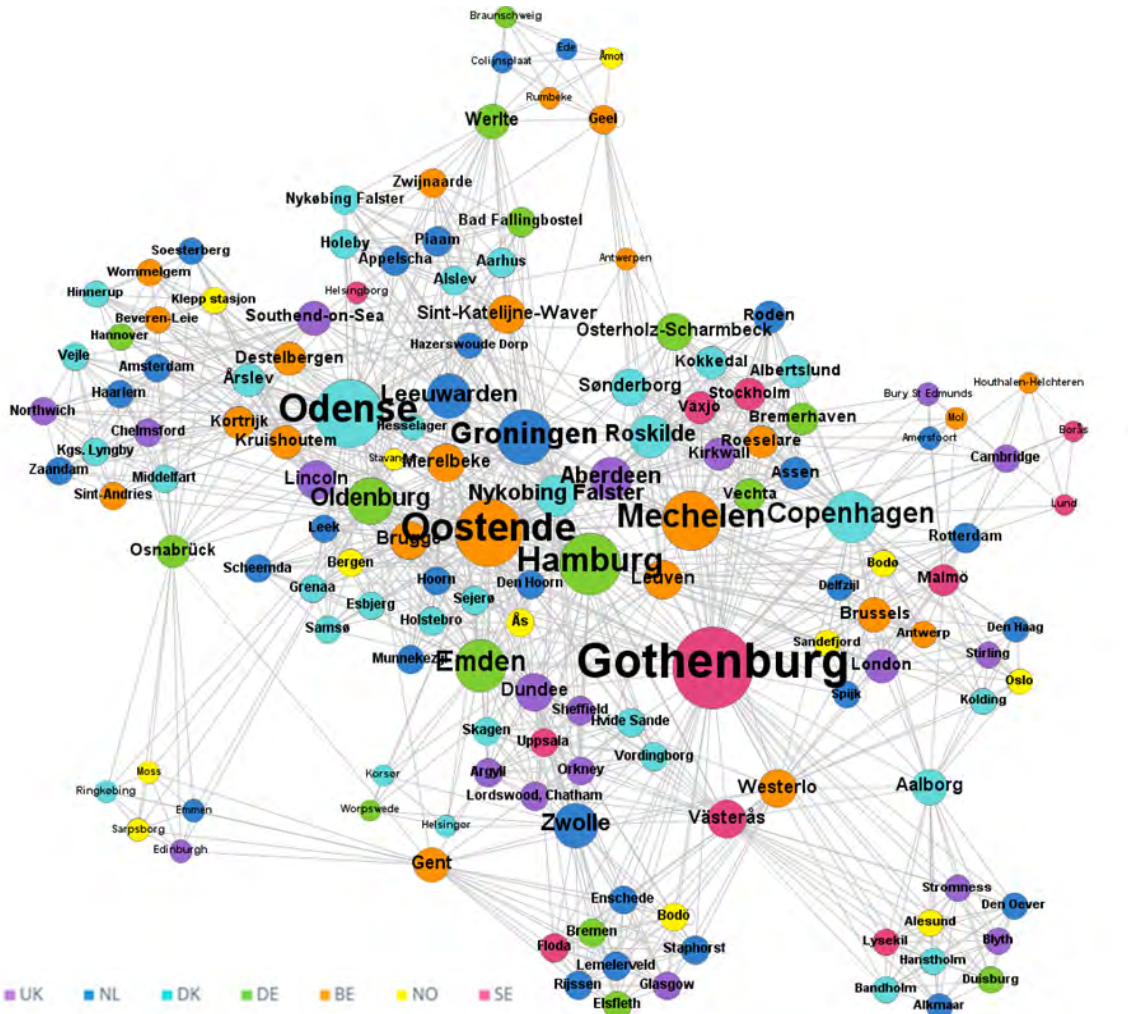 Braunschweig
Ede
Åmot
Colijnsplaat
Rumbeke
Werlte
Geel
Zwijnaarde
Nykøbing Falster
Bad Fallingbostel
Holeby
Piaam
Aarhus
Soesterberg
Appelscha
Antwerpen
Wommelgem
Alslev
Hinnerup
Klepp stasjon
Helsingborg
Beveren-Leie
Southend-on-Sea
Sint-Katelijne-Waver
Roden
Hannover
Osterholz-Scharmbeck
Vejle
Destelbergen
Hazerswoude Dorp
Kokkedal
Albertslund
Amsterdam
Årslev
Sønderborg
Haarlem
Leeuwarden
Stockholm
Bury St Edmunds
Houthalen-Helchteren
Northwich
Odense
Växjö
Bremerhaven
Mol
Kortrijk
Hesselager
Groningen
Roskilde
Borås
Chelmsford
Kruishoutem
Roeselare
Amersfoort
Kgs. Lyngby
Stavanger
Merelbeke
Kirkwall
Cambridge
Zaandam
Middelfart
Lincoln
Aberdeen
Assen
Sint-Andries
Oldenburg
Nykobing Falster
Vechta
Lund
Leek
Oostende
Mechelen
Copenhagen
Brugge
Rotterdam
Osnabrück
Bergen
Hamburg
Scheemda
Hoorn
Den Hoorn
Leuven
Bodø
Malmö
Grenaa
Esbjerg
Sejerø
Delfzijl
Samsø
Holstebro
Brussels
Ås
Antwerp
Den Haag
Munnekezijl
Sandefjord
Stirling
Emden
Gothenburg
London
Oslo
Dundee
Spijk
Kolding
Sheffield
Hvide Sande
Skagen
Uppsala
Vordingborg
Moss
Korsør
Argyll
Orkney
Ringkøbing
Westerlo
Aalborg
Lordswood, Chatham
Emmen
Worpswede
Helsingør
Zwolle
Västerås
Sarpsborg
Edinburgh
Gent
Stromness
Enschede
Den Oever
Bodö
Alesund
Bremen
Floda
Staphorst
Lysekil
Blyth
Lemelerveld
Hanstholm
Rijssen
Glasgow
Duisburg
Bandholm
Elsfleth
Alkmaar
UK NL DK DE BE NO SE